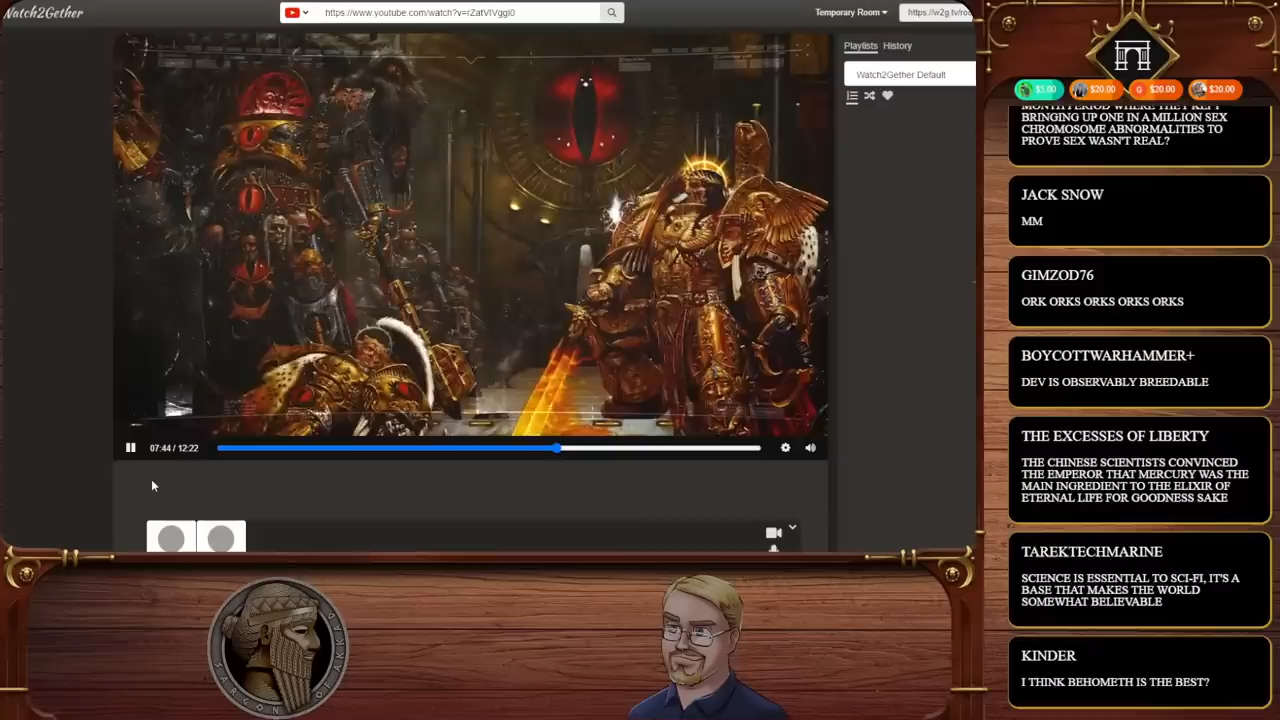 Watch2Gether
https://www.youtube.com/watch?v=rZatVIVggI0
Temporary Room
https://w2g.tv/roo
Playlists History
Watch2Gether Default
07:44 / 12:22
$5.00 $20.00 $20.00 $20.00
G
MONTH PERIOD WHERE THEY KEPT
BRINGING UP ONE IN A MILLION SEX
CHROMOSOME ABNORMALITIES TO
PROVE SEX WASN'T REAL?
JACK SNOW
MM
GIMZOD76
ORK ORKS ORKS ORKS ORKS
BOYCOTTWARHAMMER+
DEV IS OBSERVABLY BREEDABLE
THE EXCESSES OF LIBERTY
THE CHINESE SCIENTISTS CONVINCED
THE EMPEROR THAT MERCURY WAS THE
MAIN INGREDIENT TO THE ELIXIR OF
ETERNAL LIFE FOR GOODNESS SAKE
TAREKTECHMARINE
SCIENCE IS ESSENTIAL TO SCI-FI, IT'S A
BASE THAT MAKES THE WORLD
SOMEWHAT BELIEVABLE
KINDER
I THINK BEHOMETH IS THE BEST?
SARGON OF AKKAD